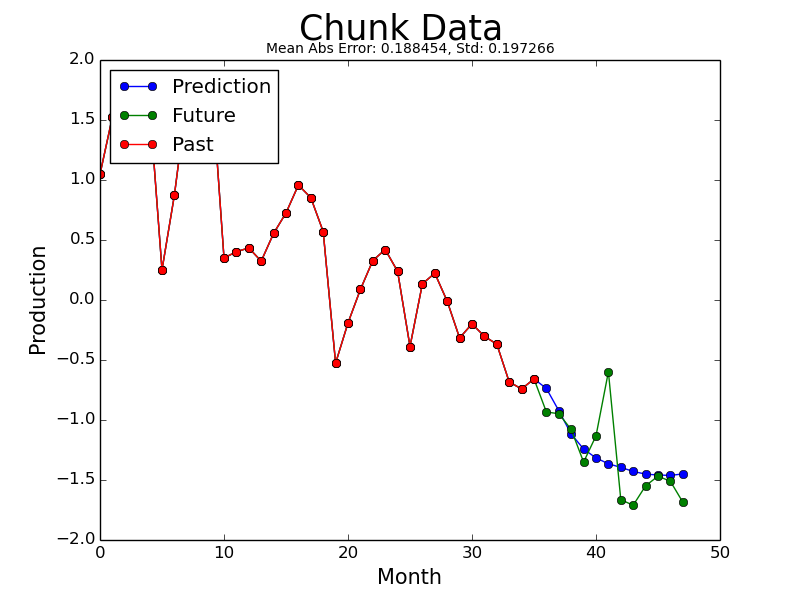 Chunk Data
Mean Abs Error: 0.188454, Std: 0.197266
Prediction
Future
Past
2.0
1.5
1.0
0.5
0.0
−0.5
−1.0
−1.5
−2.0
Production
0 10 20 30 40 50
Month